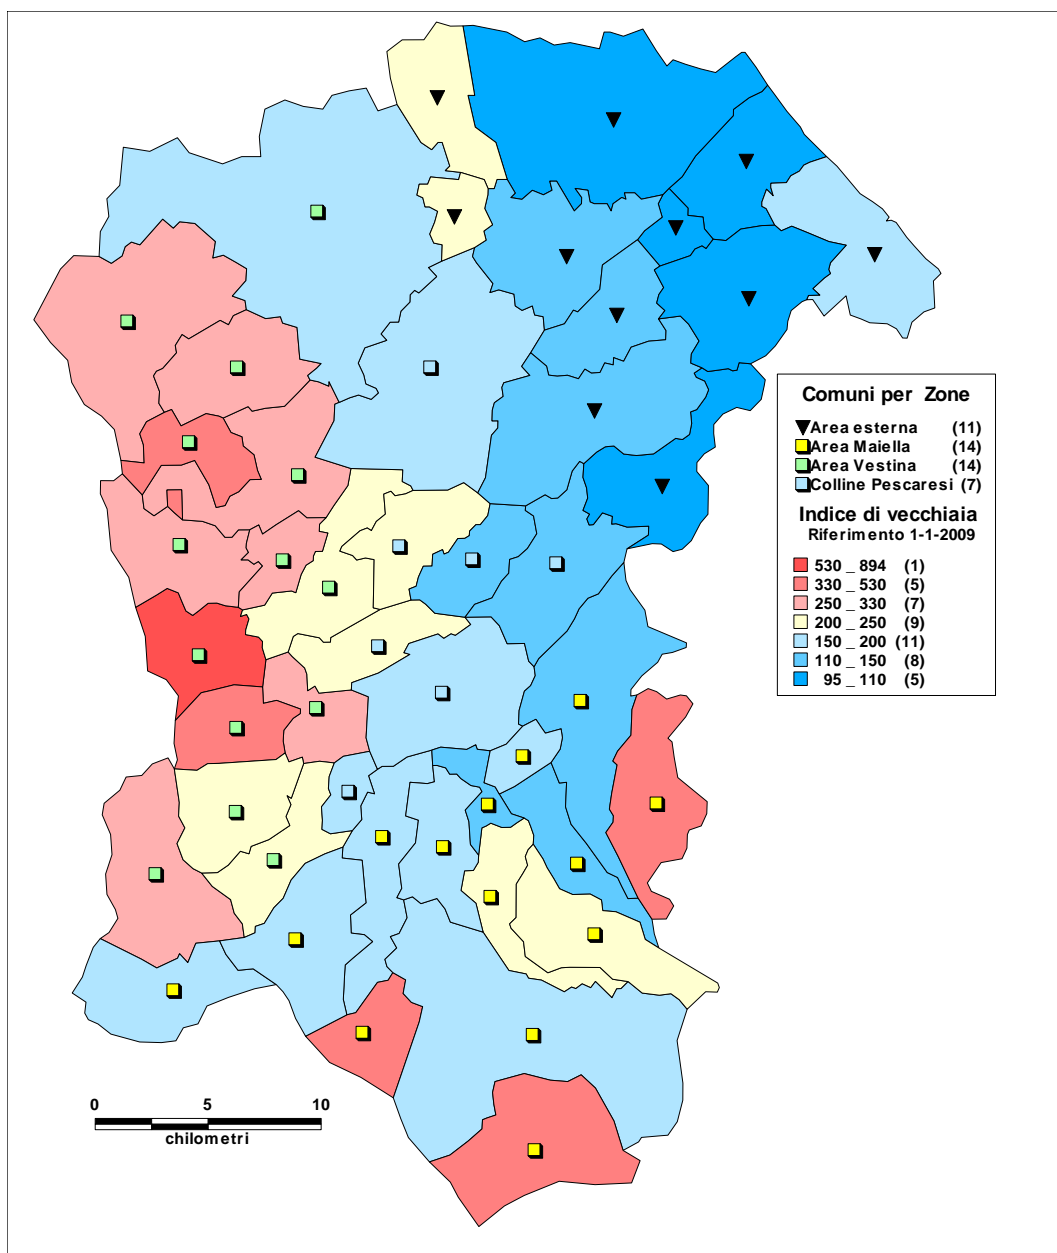 Comuni per Zone
Area esterna (11)
Area Maiella (14)
Area Vestina (14)
Colline Pescaresi (7)
Indice di vecchiaia
Riferimento 1-1-2009
530 _ 894 (1)
330 _ 530 (5)
250 _ 330 (7)
200 _ 250 (9)
150 _ 200 (11)
110 _ 150 (8)
95 _ 110 (5)
0 5 10
chilometri